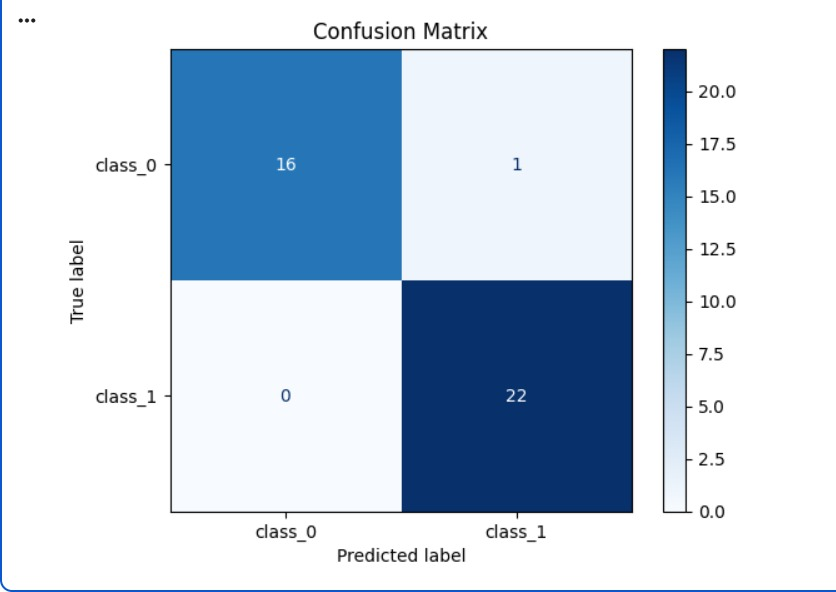 ...
Confusion Matrix
class_0
16
1
True label
class_1
0
22
class_0
class_1
Predicted label
20.0
17.5
15.0
12.5
10.0
7.5
5.0
2.5
0.0